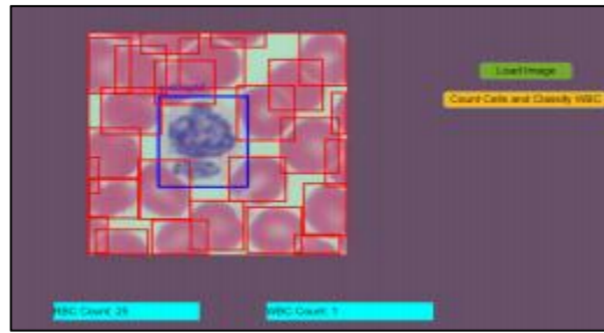 Load Image
Count Cells and Classify WBC
RBC Count: 25
WBC Count: 1